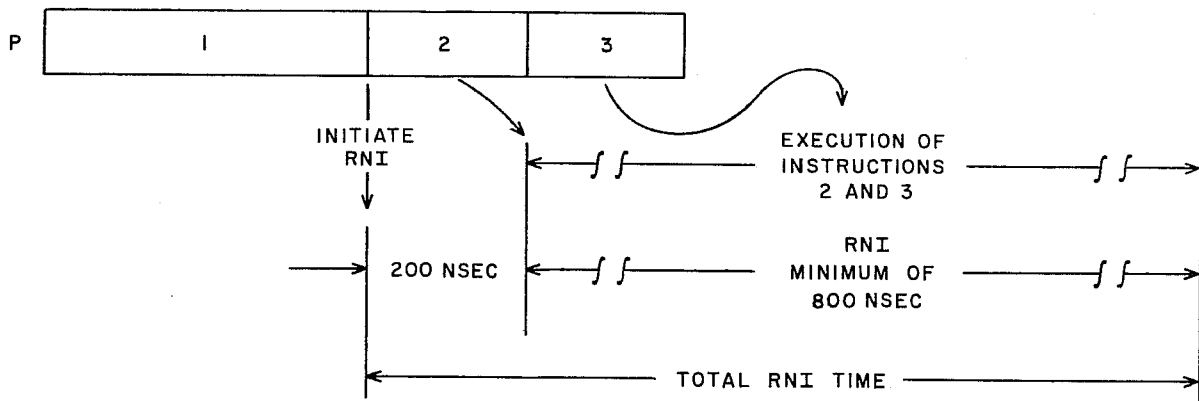 P 1 2 3
INITIATE
RNI
EXECUTION OF
INSTRUCTIONS
2 AND 3
200 NSEC
RNI
MINIMUM OF
800 NSEC
TOTAL RNI TIME